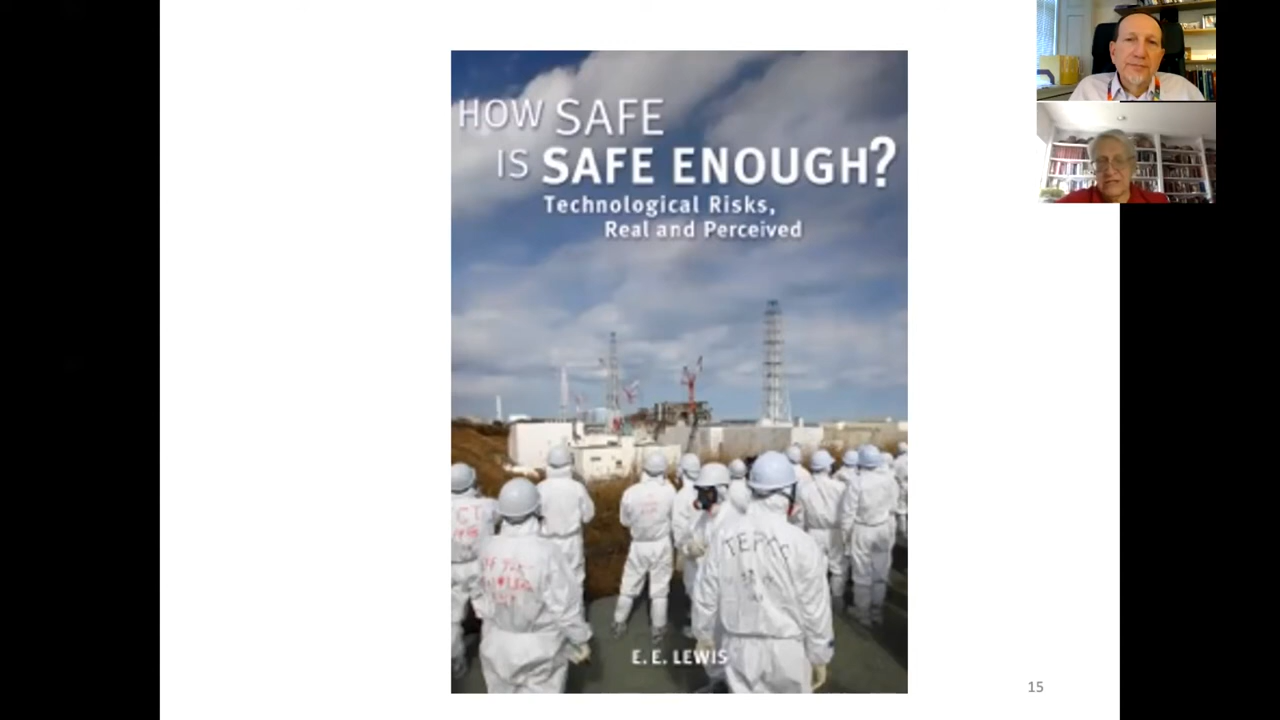 HOW SAFE
IS SAFE ENOUGH?
Technological Risks,
Real and Perceived
E. E. LEWIS
15